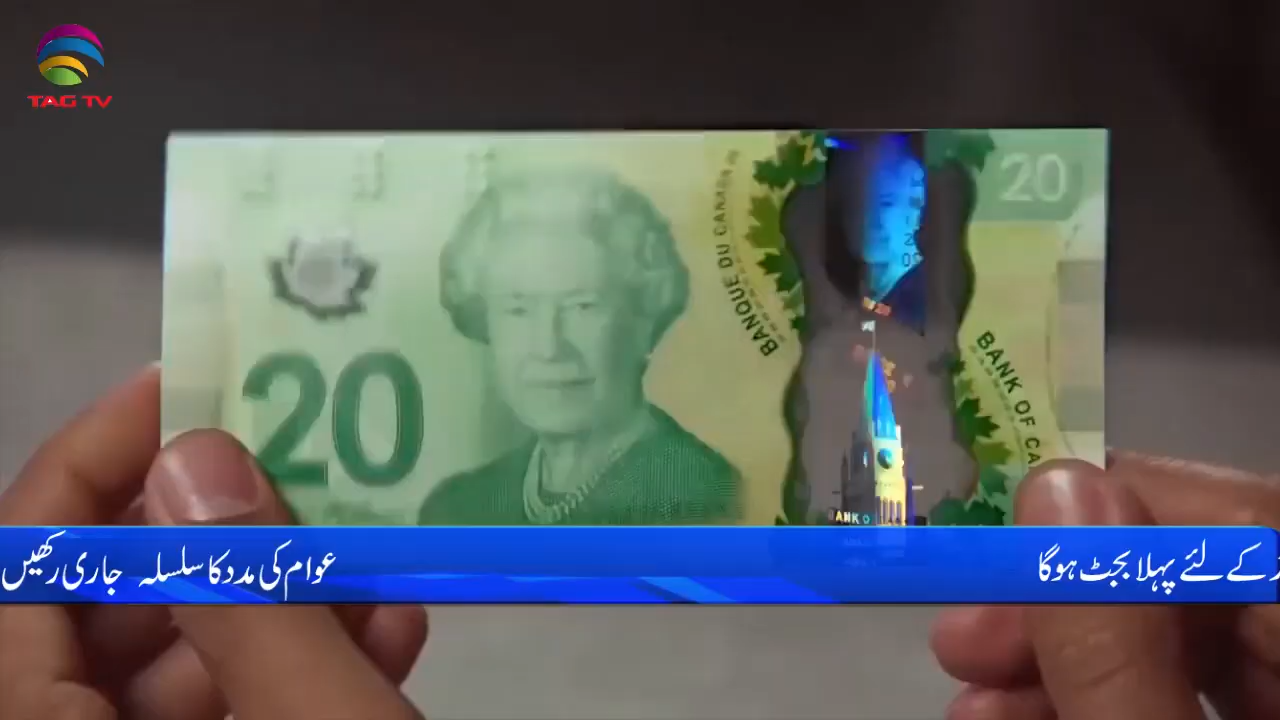 TAG TV
20
20
BANQUE DU CANADA
BANK OF CA
BANK O
کے لئے پہلا بجٹ ہوگا
عوام کی مدد کا سلسلہ جاری رکھیں